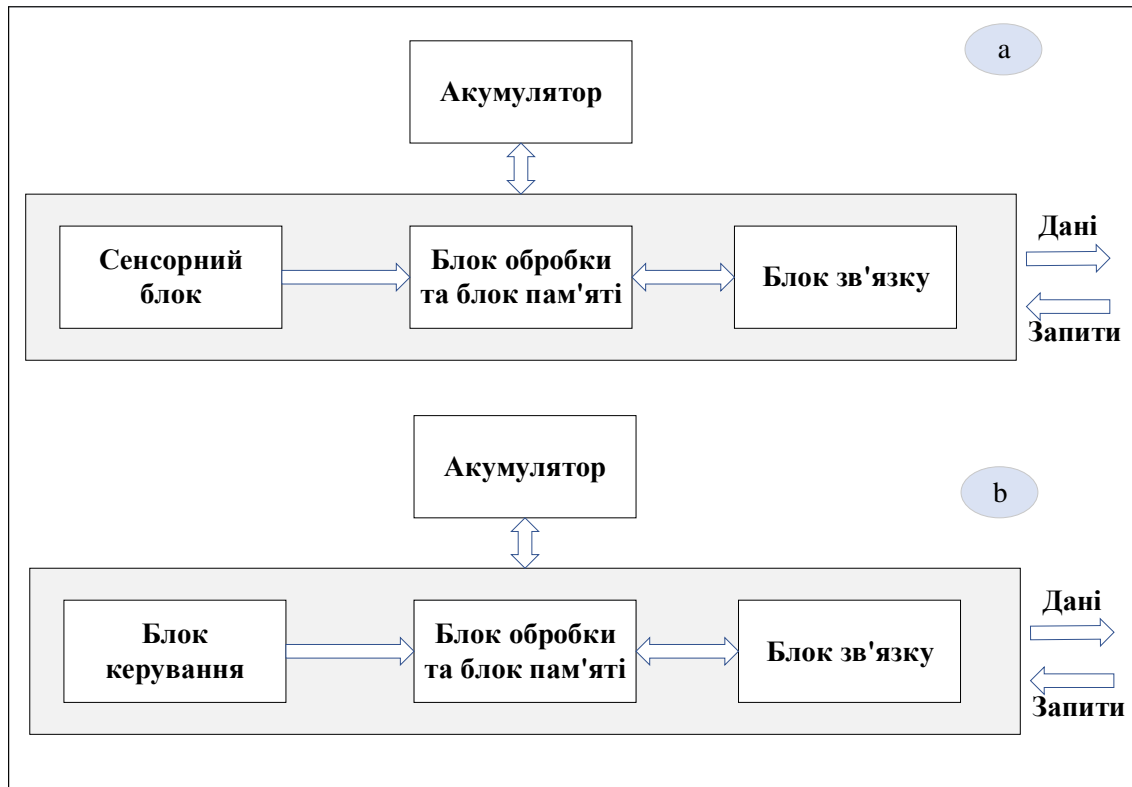 a
Акумулятор
Сенсорний
блок
Блок обробки
та блок пам'яті
Блок зв'язку
Дані
Запити
Акумулятор
b
Блок
керування
Блок обробки
та блок пам'яті
Блок зв'язку
Дані
Запити